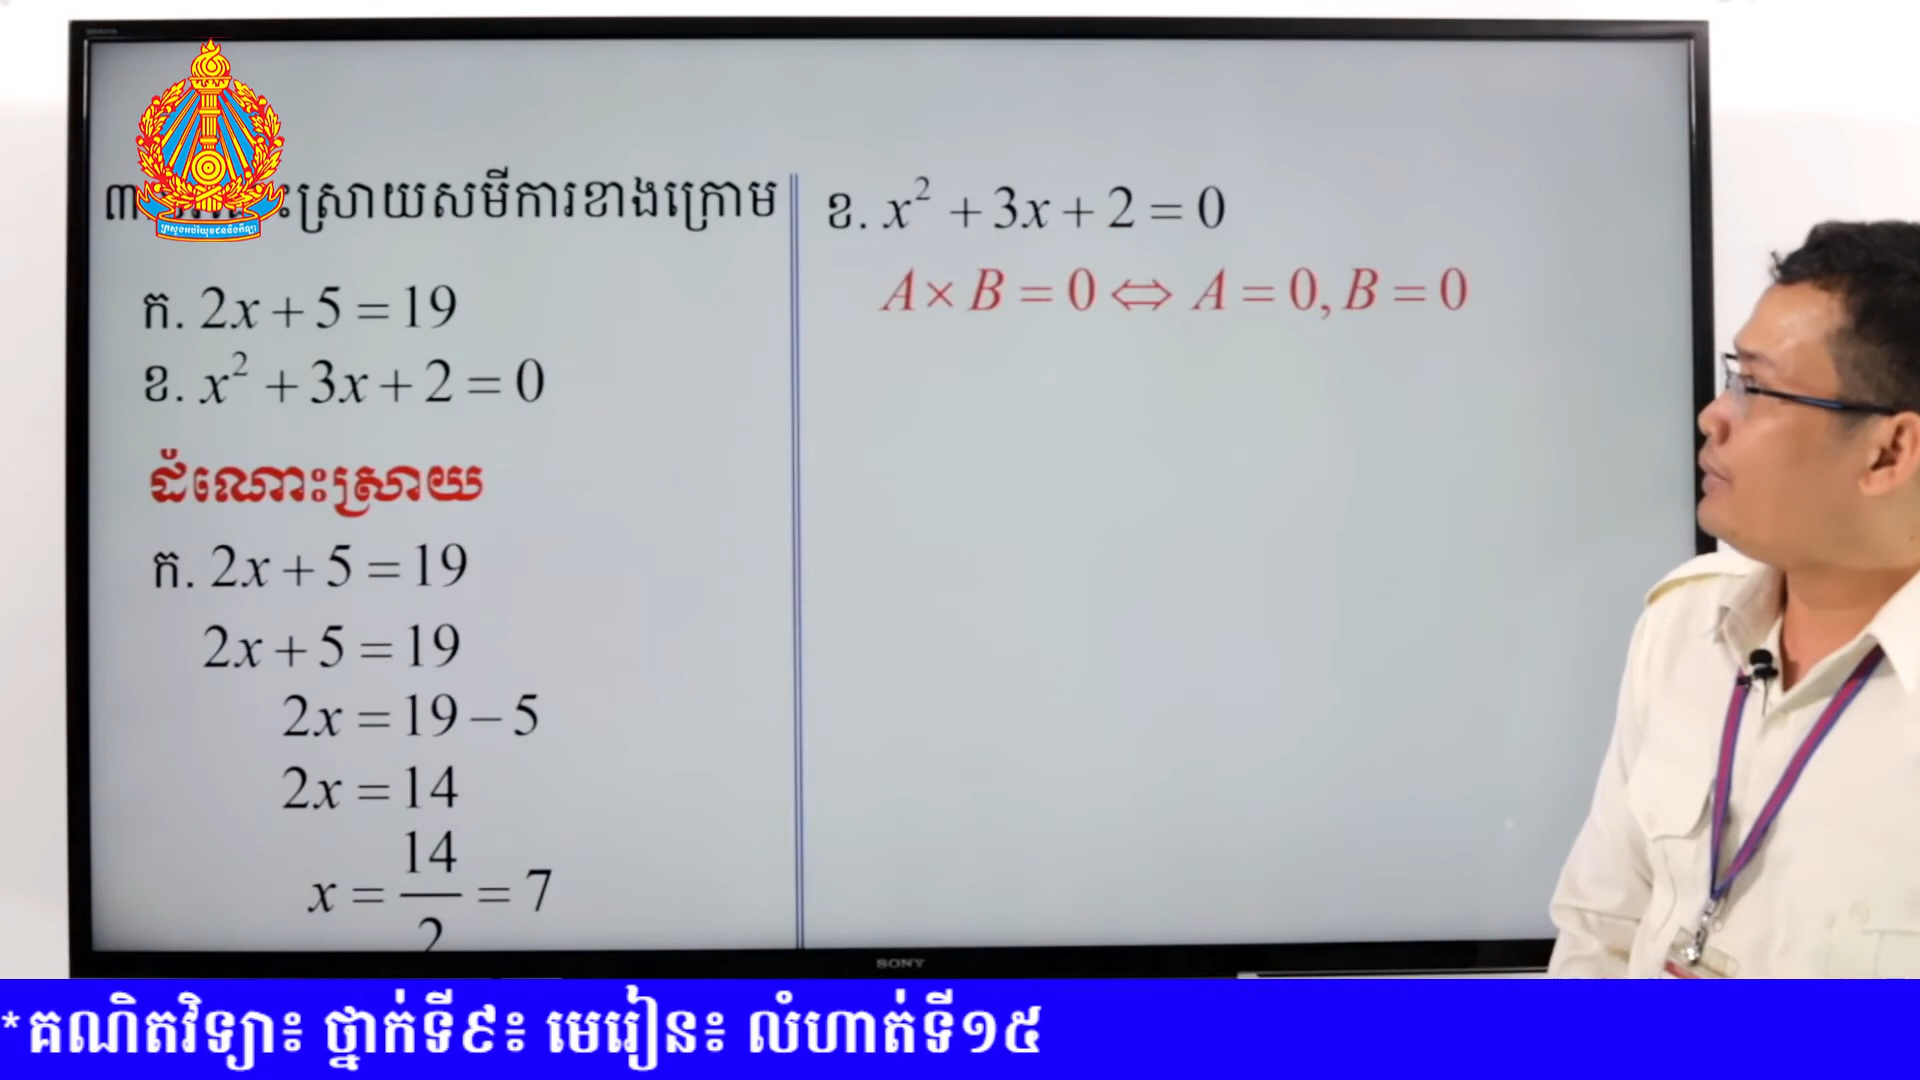 ស្រាយសមីការខាងក្រោម
ក. 2x + 5 = 19
ខ. x² + 3x + 2 = 0
ដំណោះស្រាយ
ក. 2x + 5 = 19
2x + 5 = 19
2x = 19 − 5
2x = 14
x = 14/2 = 7
ខ. x² + 3x + 2 = 0
A × B = 0 ⇔ A = 0, B = 0
SONY
*គណិតវិទ្យា៖ ថ្នាក់ទី៩៖ មេរៀន៖ លំហាត់ទី១៥